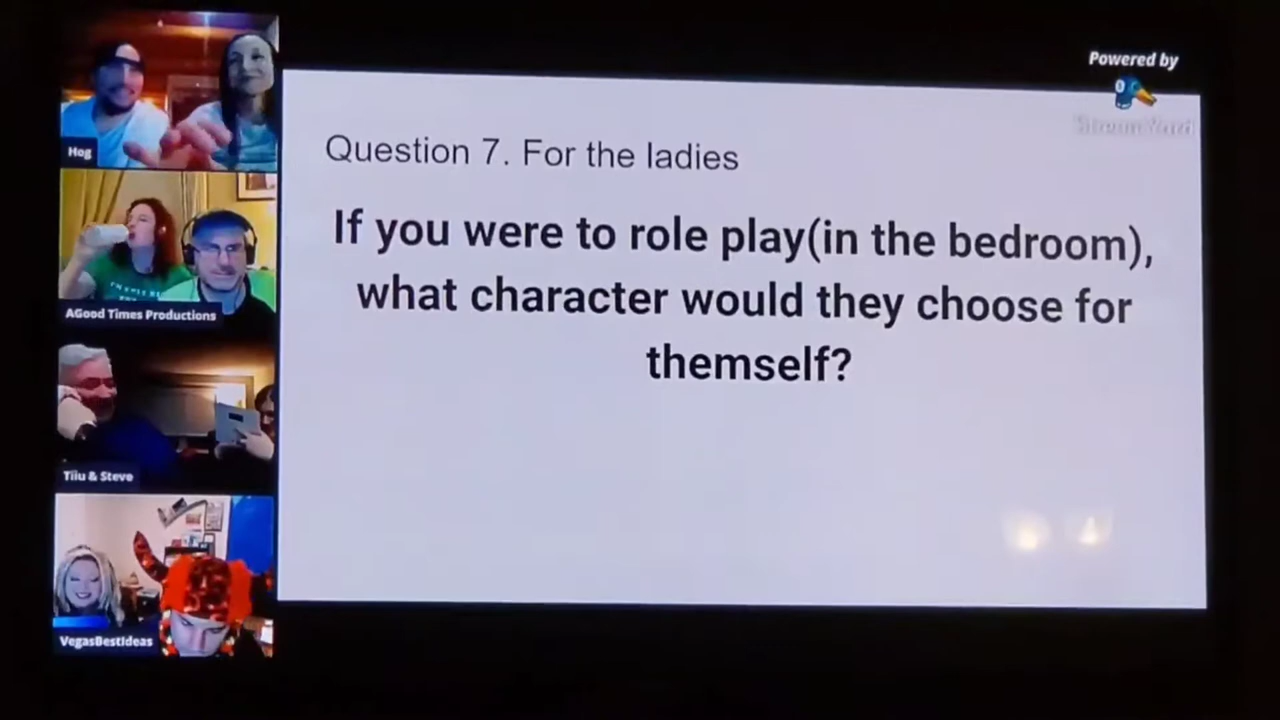 Powered by
StreamYard
Question 7. For the ladies
If you were to role play(in the bedroom),
what character would they choose for
themself?
Hog
AGood Times Productions
Tiiu & Steve
VegasBestIdeas